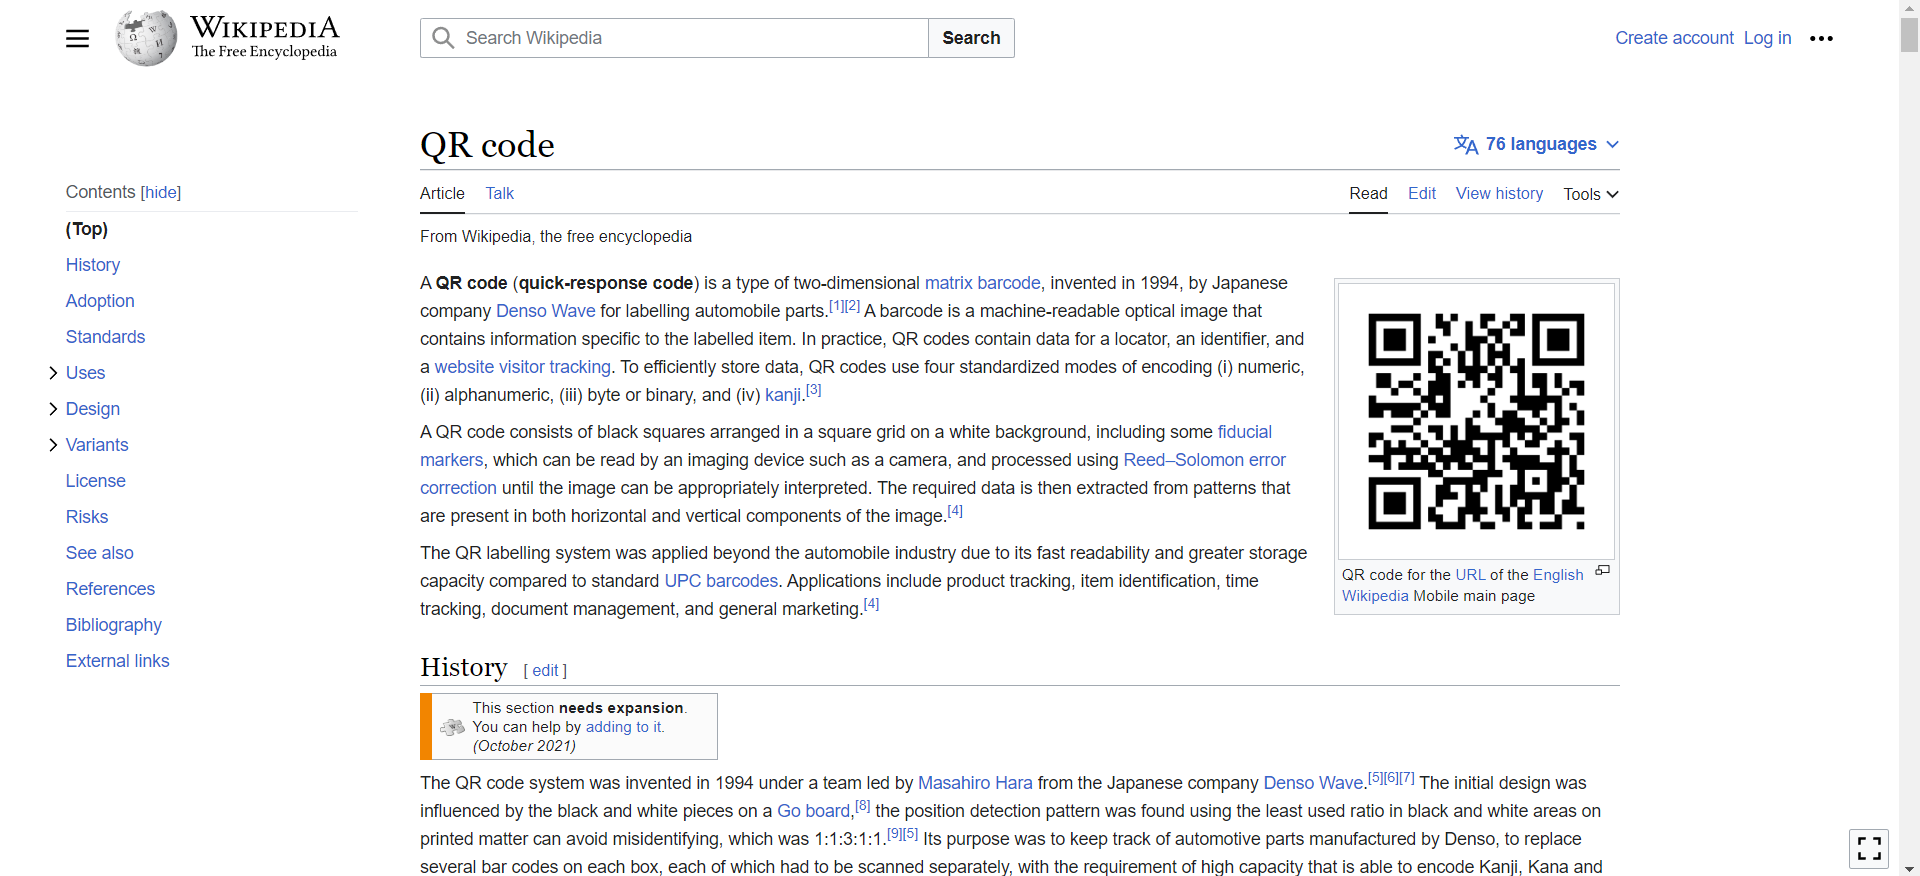 WIKIPEDIA
The Free Encyclopedia
Search Wikipedia
Search
Create account Log in
QR code
76 languages
Article Talk
Read Edit View history Tools
From Wikipedia, the free encyclopedia
Contents [hide]
(Top)
History
Adoption
Standards
Uses
Design
Variants
License
Risks
See also
References
Bibliography
External links
A QR code (quick-response code) is a type of two-dimensional matrix barcode, invented in 1994, by Japanese
company Denso Wave for labelling automobile parts.[1][2] A barcode is a machine-readable optical image that
contains information specific to the labelled item. In practice, QR codes contain data for a locator, an identifier, and
a website visitor tracking. To efficiently store data, QR codes use four standardized modes of encoding (i) numeric,
(ii) alphanumeric, (iii) byte or binary, and (iv) kanji.[3]
A QR code consists of black squares arranged in a square grid on a white background, including some fiducial
markers, which can be read by an imaging device such as a camera, and processed using Reed–Solomon error
correction until the image can be appropriately interpreted. The required data is then extracted from patterns that
are present in both horizontal and vertical components of the image.[4]
The QR labelling system was applied beyond the automobile industry due to its fast readability and greater storage
capacity compared to standard UPC barcodes. Applications include product tracking, item identification, time
tracking, document management, and general marketing.[4]
QR code for the URL of the English
Wikipedia Mobile main page
History [ edit ]
This section needs expansion.
You can help by adding to it.
(October 2021)
The QR code system was invented in 1994 under a team led by Masahiro Hara from the Japanese company Denso Wave.[5][6][7] The initial design was
influenced by the black and white pieces on a Go board,[8] the position detection pattern was found using the least used ratio in black and white areas on
printed matter can avoid misidentifying, which was 1:1:3:1:1.[9][5] Its purpose was to keep track of automotive parts manufactured by Denso, to replace
several bar codes on each box, each of which had to be scanned separately, with the requirement of high capacity that is able to encode Kanji, Kana and